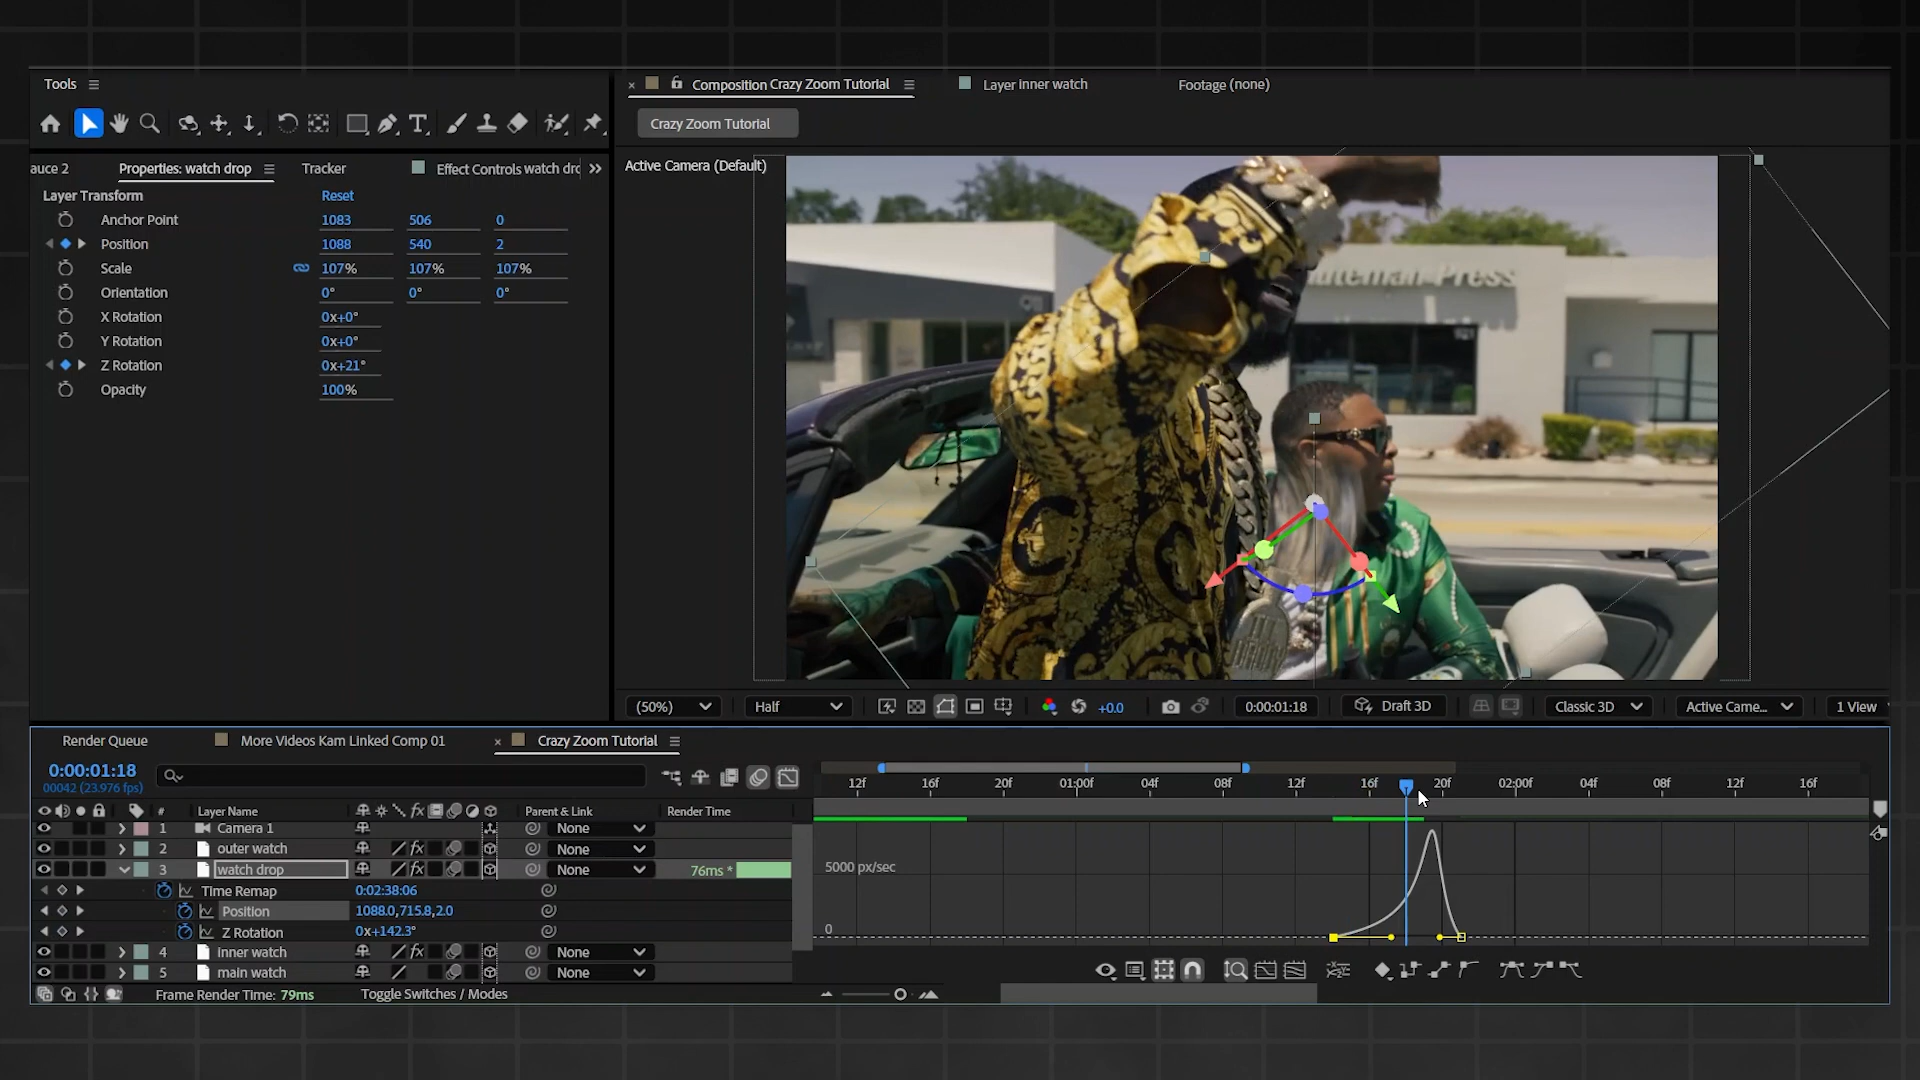 Tools
Composition Crazy Zoom Tutorial
Layer inner watch
Footage (none)
Crazy Zoom Tutorial
auce 2
Properties: watch drop
Tracker
Effect Controls watch dro
Active Camera (Default)
Layer Transform
Reset
Anchor Point 1083 506 0
Position 1088 540 2
Scale 107% 107% 107%
Orientation 0° 0° 0°
X Rotation 0x+0°
Y Rotation 0x+0°
Z Rotation 0x+21°
Opacity 100%
uteman-Press
(50%)
Half
+0.0
0:00:01:18
Draft 3D
Classic 3D
Active Came...
1 View
Render Queue
More Videos Kam Linked Comp 01
Crazy Zoom Tutorial
0:00:01:18
00042 (23.976 fps)
12f 16f 20f 01:00f 04f 08f 12f 16f 20f 02:00f 04f 08f 12f 16f
# Layer Name fx Parent & Link Render Time
1 Camera 1 None
2 outer watch fx None
3 watch drop fx None 76ms *
Time Remap 0:02:38:06
Position 1088.0,715.8,2.0
Z Rotation 0x+142.3°
4 inner watch fx None
5 main watch None
5000 px/sec
0
Frame Render Time: 79ms
Toggle Switches / Modes